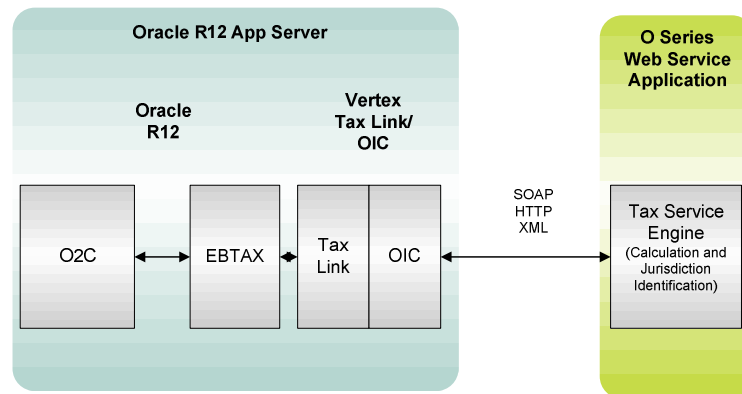 Oracle R12 App Server
Oracle
R12
Vertex
Tax Link/
OIC
O2C
EBTAX
Tax
Link
OIC
SOAP
HTTP
XML
O Series
Web Service
Application
Tax Service
Engine
(Calculation and
Jurisdiction
Identification)